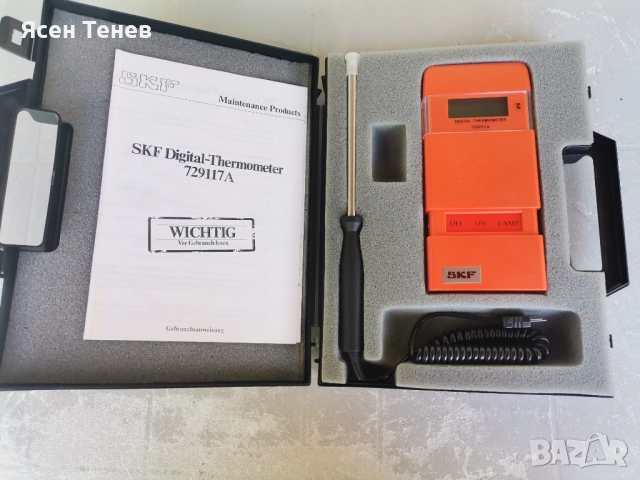 Ясен Тенев
SKF
Maintenance Products
SKF Digital-Thermometer
729117A
WICHTIG
Vor Gebrauch lesen
Gebrauchsanweisung
DIGITAL THERMOMETER
OFF ON LAMP
SKF
BAZAR